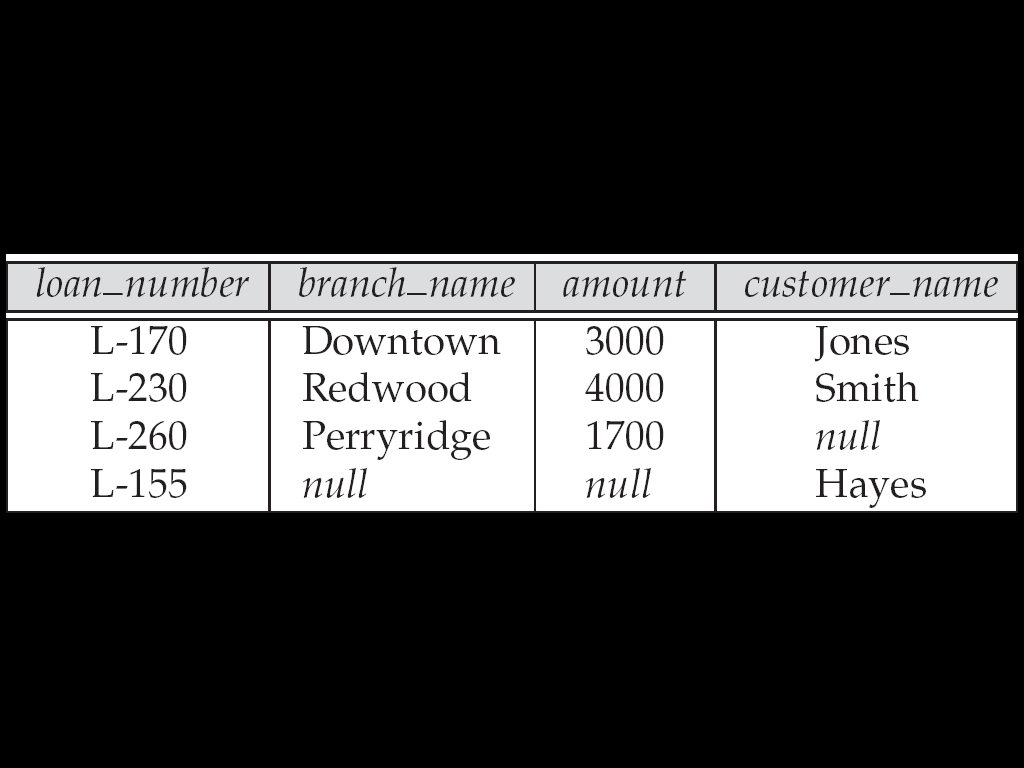 loan_number branch_name amount customer_name
L-170 Downtown 3000 Jones
L-230 Redwood 4000 Smith
L-260 Perryridge 1700 null
L-155 null null Hayes